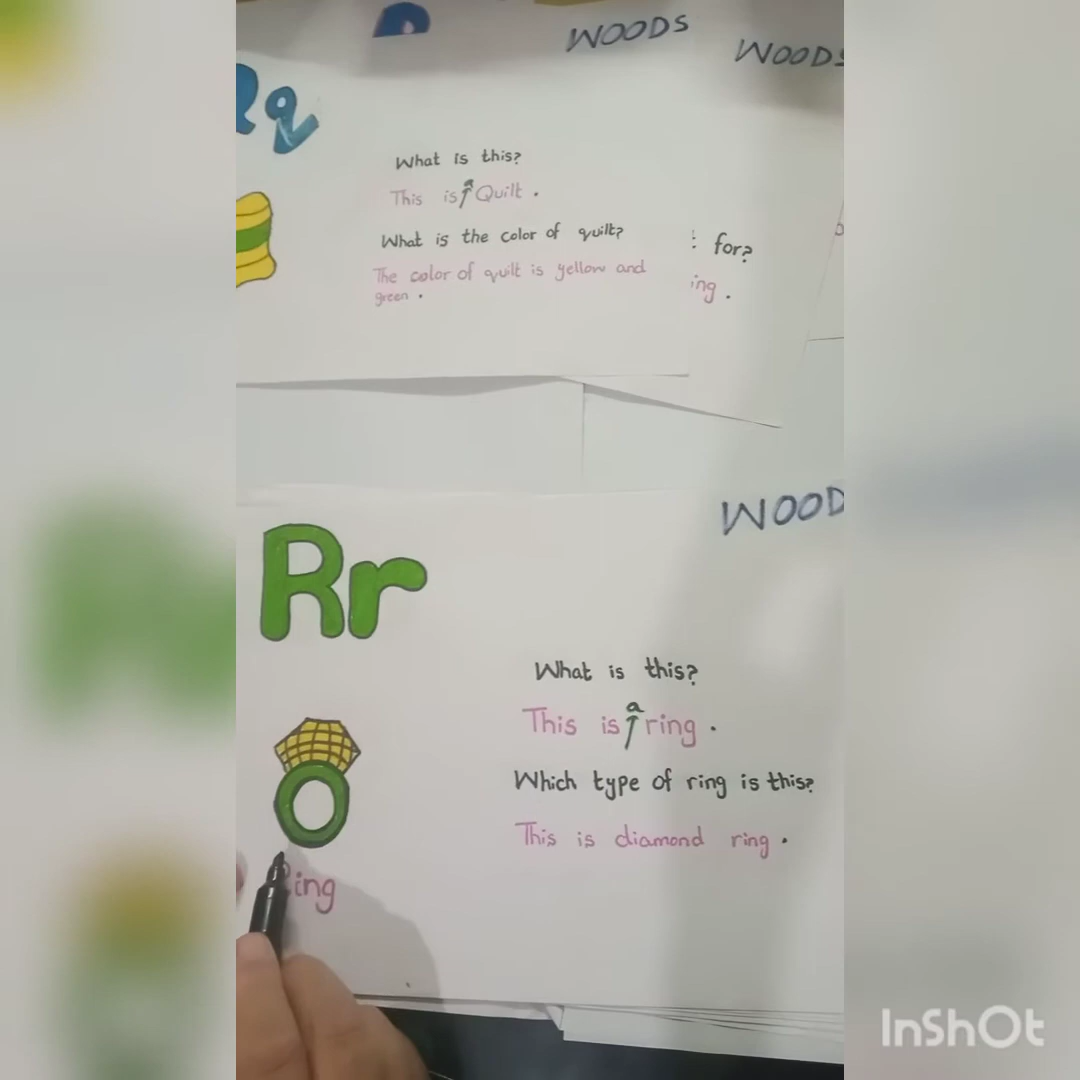 WOODS
WOODS
Qq
What is this?
This is a Quilt .
What is the color of quilt?
The color of quilt is yellow and
green .
for?
ing .
WOOD
Rr
What is this?
This is a ring .
Which type of ring is this?
This is diamond ring .
Ring
InShOt